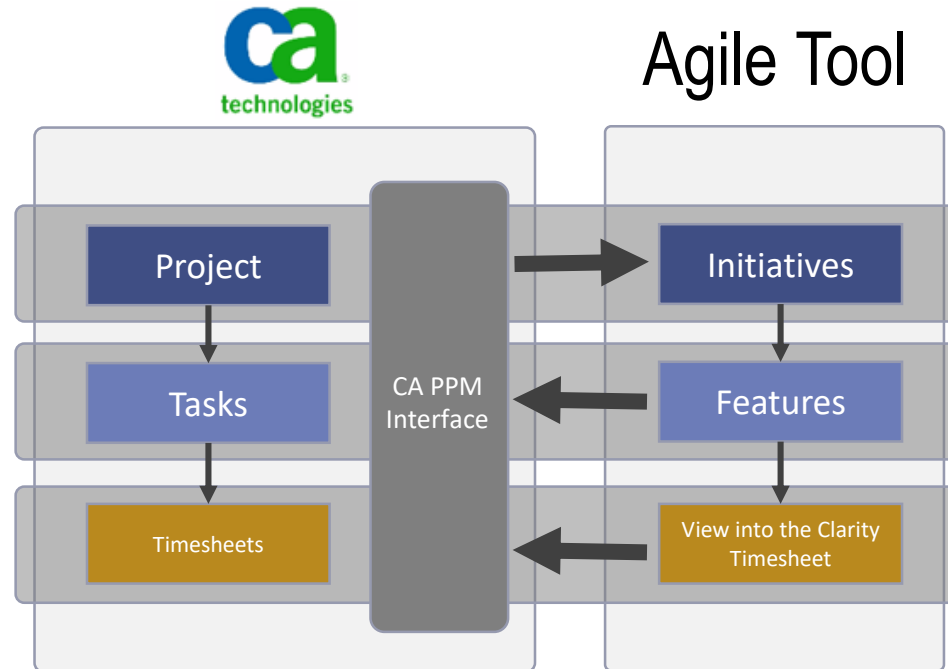 ca
technologies
Agile Tool
Project
Initiatives
Tasks
CA PPM
Interface
Features
Timesheets
View into the Clarity
Timesheet